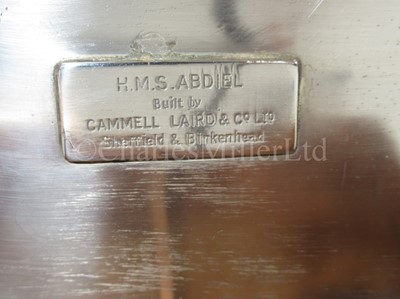 H.M.S. ABDIEL
Built by
CAMMELL LAIRD & Co LTD
Sheffield & Birkenhead
©CharlesMillerLtd